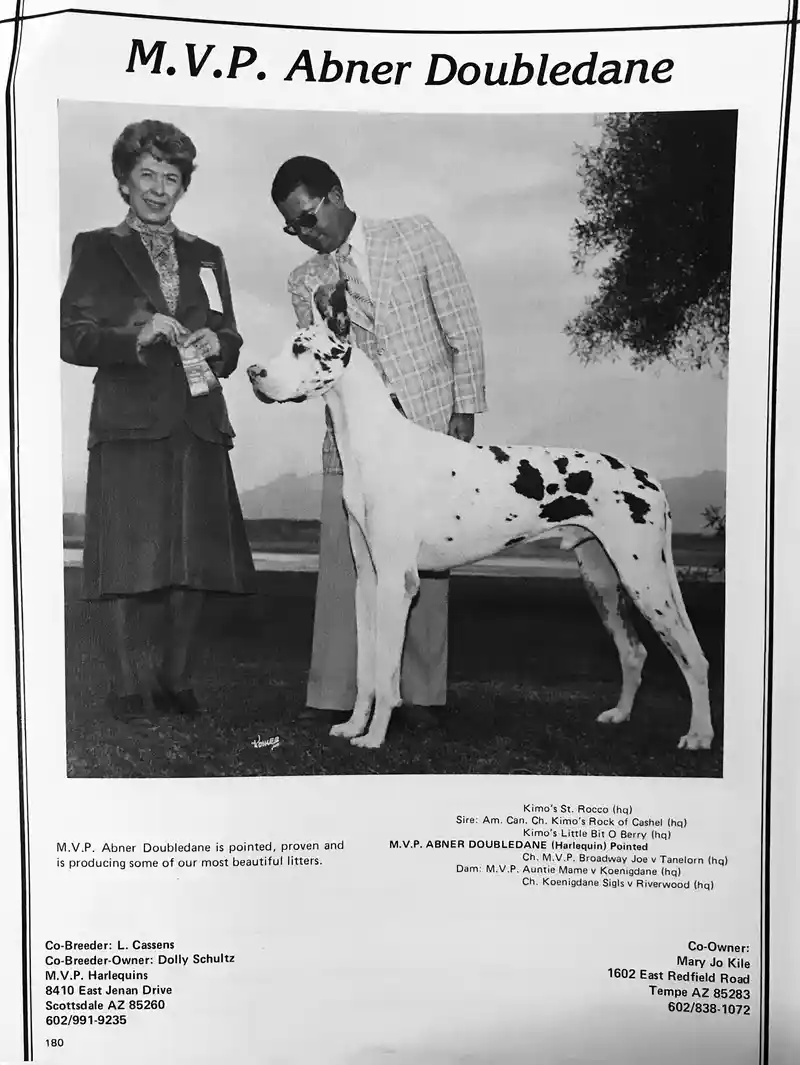 M.V.P. Abner Doubledane
Kimo's St. Rocco (hq)
Sire: Am. Can. Ch. Kimo's Rock of Cashel (hq)
Kimo's Little Bit O Berry (hq)
M.V.P. ABNER DOUBLEDANE (Harlequin) Pointed
Ch. M.V.P. Broadway Joe v Tanelorn (hq)
Dam: M.V.P. Auntie Mame v Koenigdane (hq)
Ch. Koenigdane Sigls v Riverwood (hq)
M.V.P. Abner Doubledane is pointed, proven and
is producing some of our most beautiful litters.
Co-Breeder: L. Cassens
Co-Breeder-Owner: Dolly Schultz
M.V.P. Harlequins
8410 East Jenan Drive
Scottsdale AZ 85260
602/991-9235
Co-Owner:
Mary Jo Kile
1602 East Redfield Road
Tempe AZ 85283
602/838-1072
180